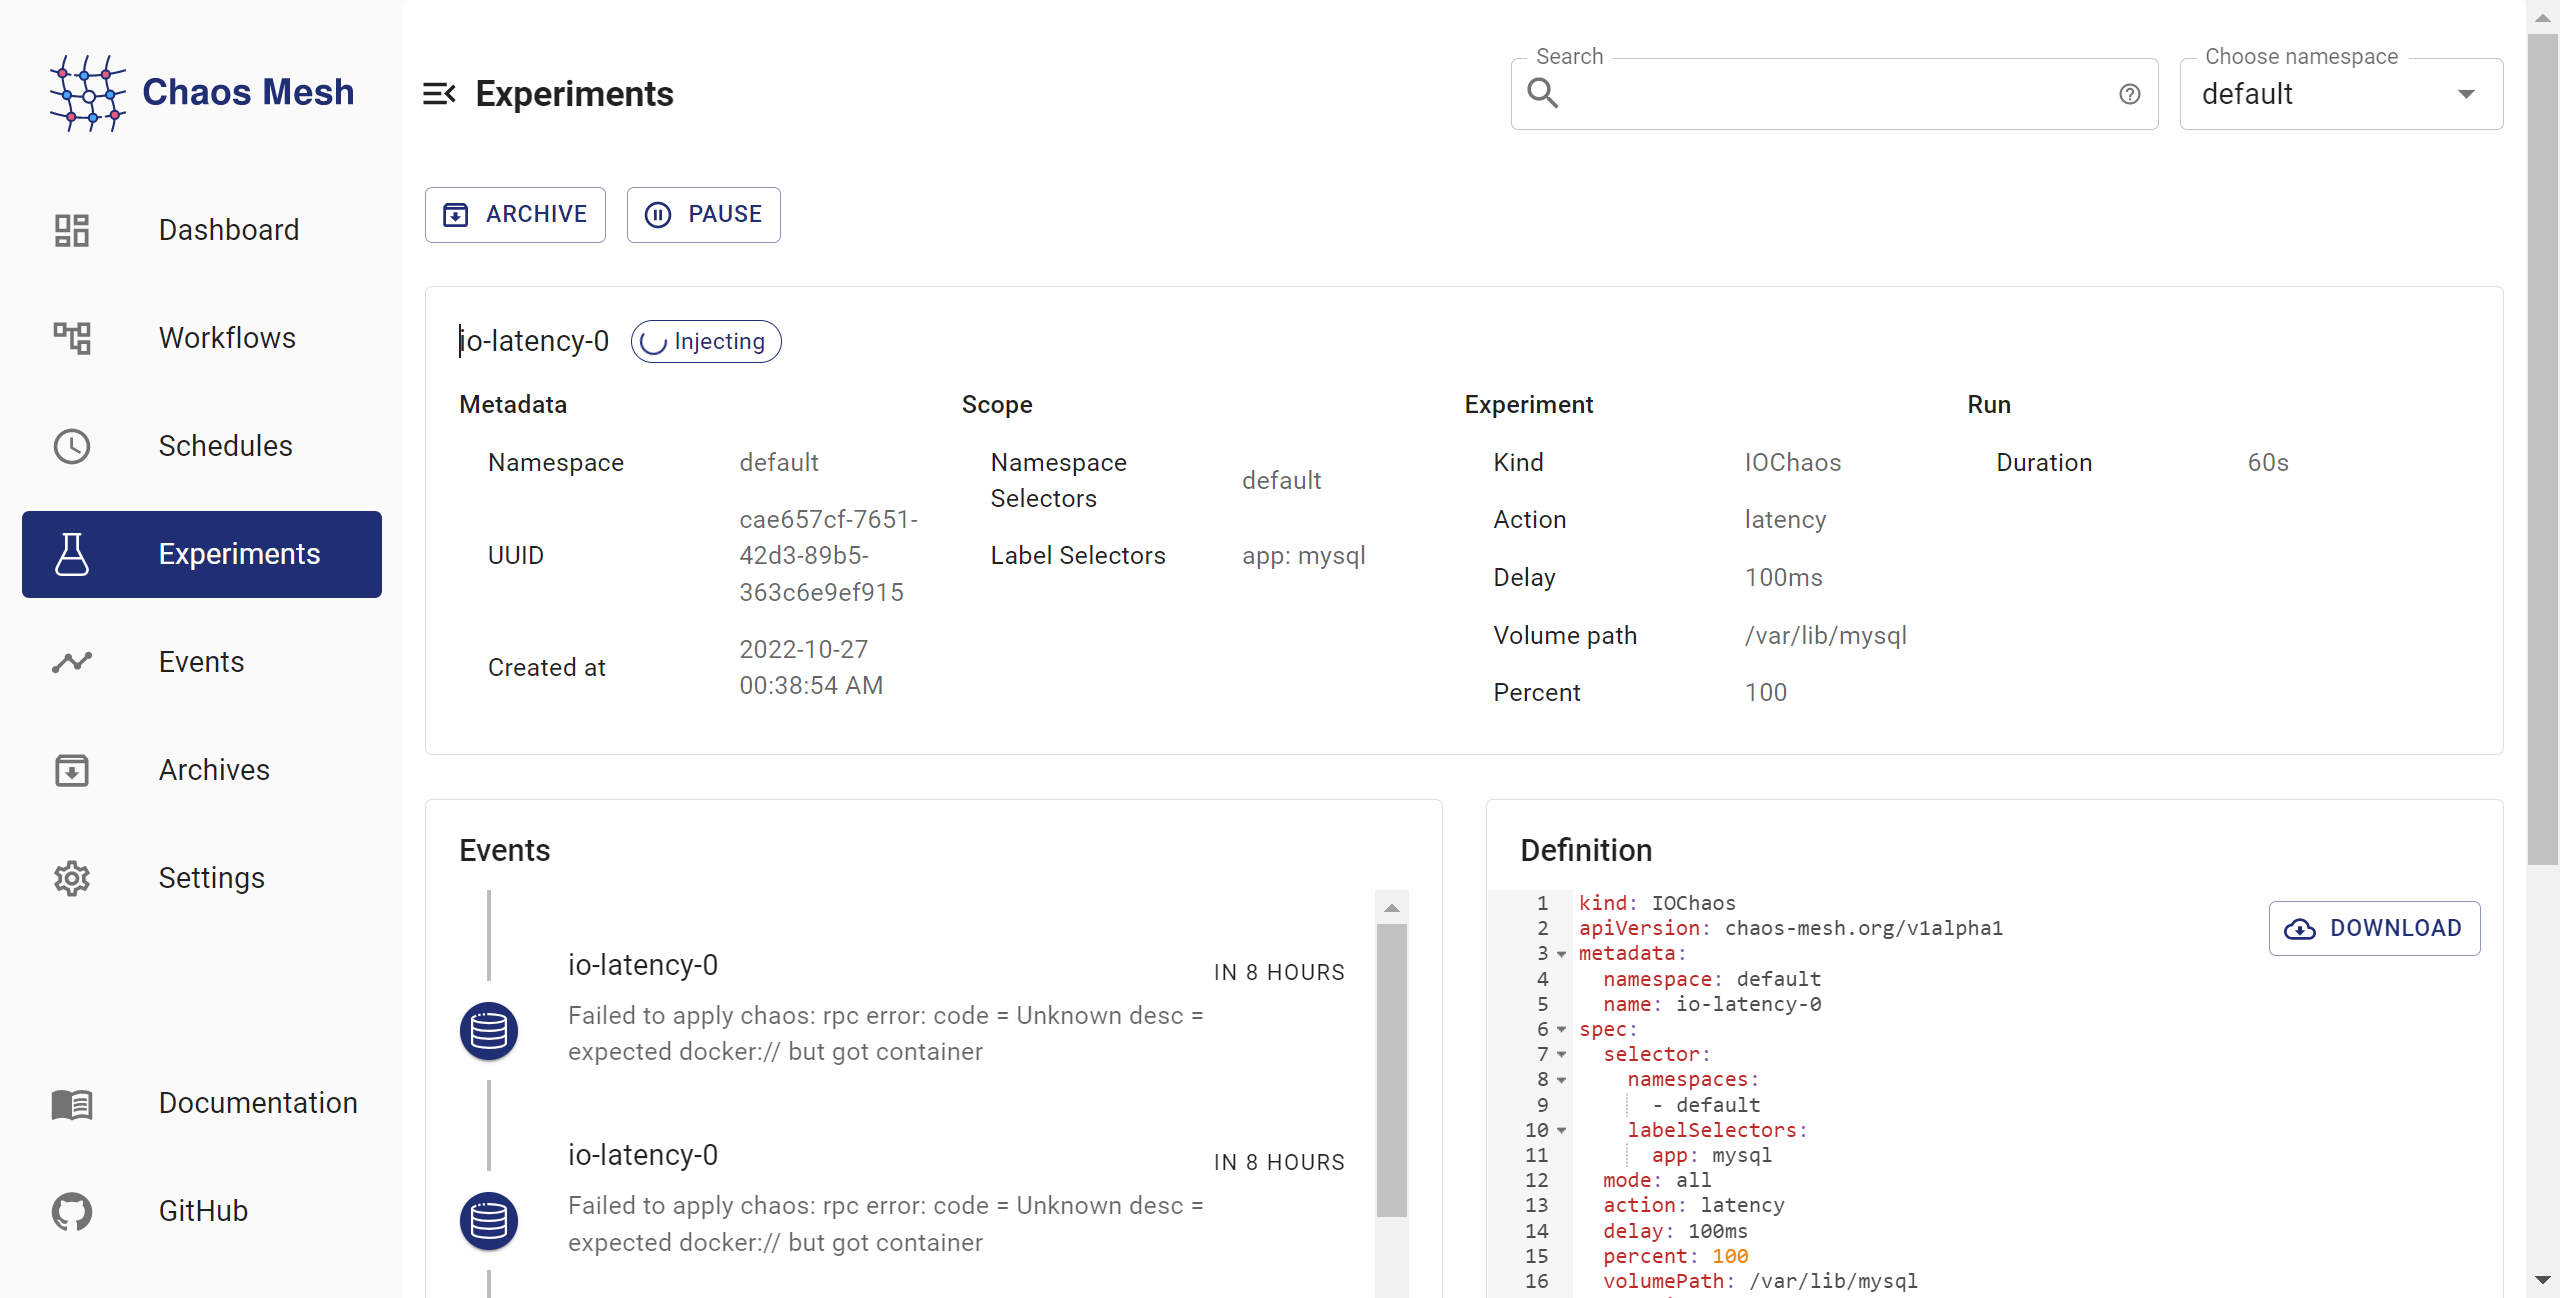 Chaos Mesh
Dashboard
Workflows
Schedules
Experiments
Events
Archives
Settings
Documentation
GitHub
Experiments
Search
Choose namespace
default
ARCHIVE
PAUSE
io-latency-0
Injecting
Metadata
Namespace
default
UUID
cae657cf-7651-
42d3-89b5-
363c6e9ef915
Created at
2022-10-27
00:38:54 AM
Scope
Namespace
Selectors
default
Label Selectors
app: mysql
Experiment
Kind
IOChaos
Action
latency
Delay
100ms
Volume path
/var/lib/mysql
Percent
100
Run
Duration
60s
Events
io-latency-0
IN 8 HOURS
Failed to apply chaos: rpc error: code = Unknown desc =
expected docker:// but got container
io-latency-0
IN 8 HOURS
Failed to apply chaos: rpc error: code = Unknown desc =
expected docker:// but got container
Definition
DOWNLOAD
1 kind: IOChaos
2 apiVersion: chaos-mesh.org/v1alpha1
3 metadata:
4 namespace: default
5 name: io-latency-0
6 spec:
7 selector:
8 namespaces:
9 - default
10 labelSelectors:
11 app: mysql
12 mode: all
13 action: latency
14 delay: 100ms
15 percent: 100
16 volumePath: /var/lib/mysql